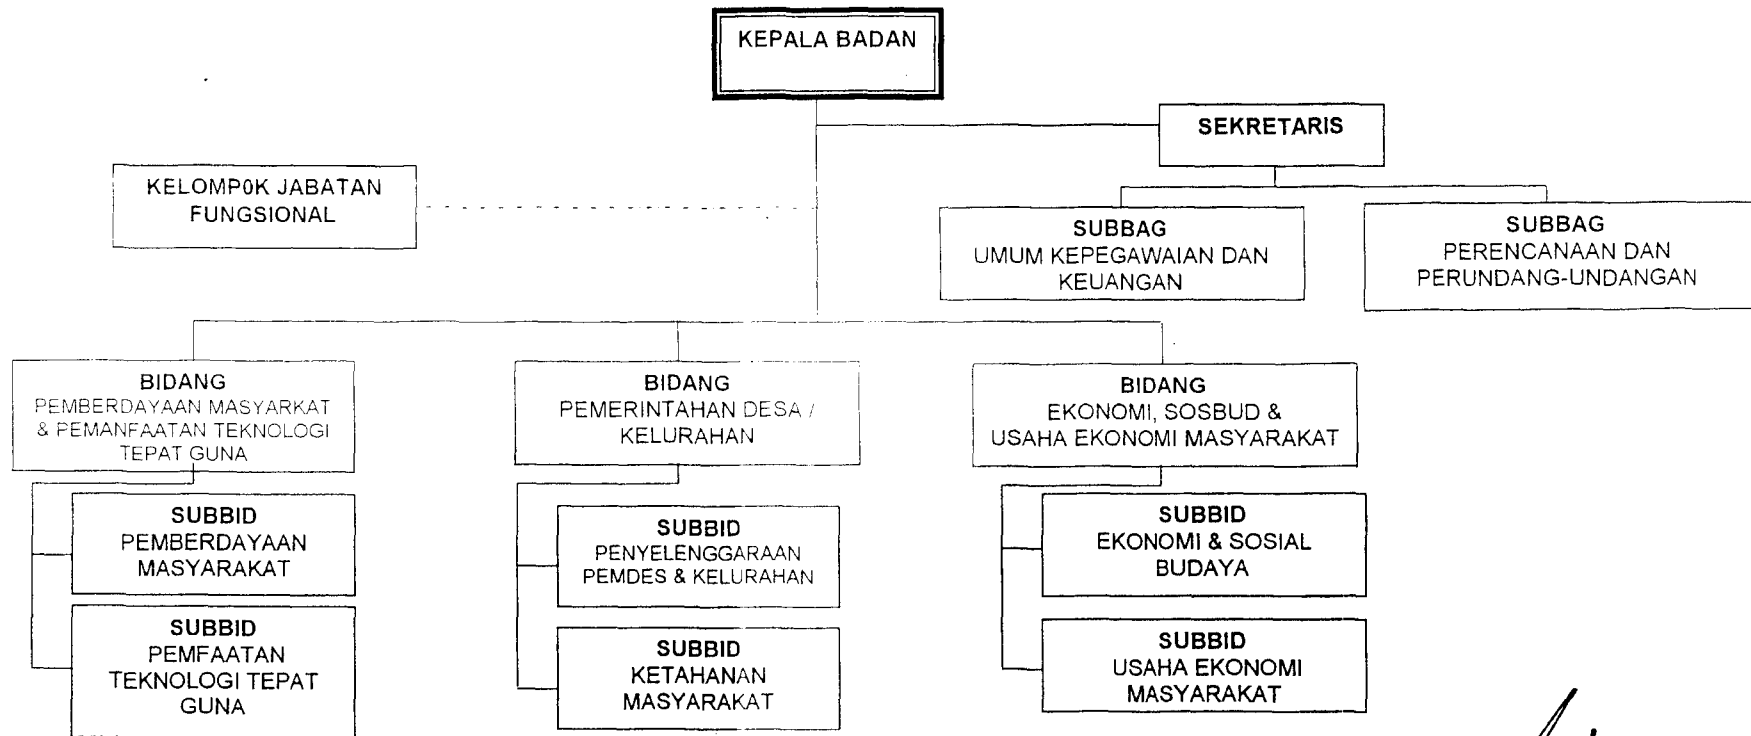 KEPALA BADAN
SEKRETARIS
KELOMP0K JABATAN
FUNGSIONAL
SUBBAG
UMUM KEPEGAWAIAN DAN
KEUANGAN
SUBBAG
PERENCANAAN DAN
PERUNDANG-UNDANGAN
BIDANG
PEMBERDAYAAN MASYARKAT
& PEMANFAATAN TEKNOLOGI
TEPAT GUNA
BIDANG
PEMERINTAHAN DESA /
KELURAHAN
BIDANG
EKONOMI, SOSBUD &
USAHA EKONOMI MASYARAKAT
SUBBID
PEMBERDAYAAN
MASYARAKAT
SUBBID
PEMFAATAN
TEKNOLOGI TEPAT
GUNA
SUBBID
PENYELENGGARAAN
PEMDES & KELURAHAN
SUBBID
KETAHANAN
MASYARAKAT
SUBBID
EKONOMI & SOSIAL
BUDAYA
SUBBID
USAHA EKONOMI
MASYARAKAT